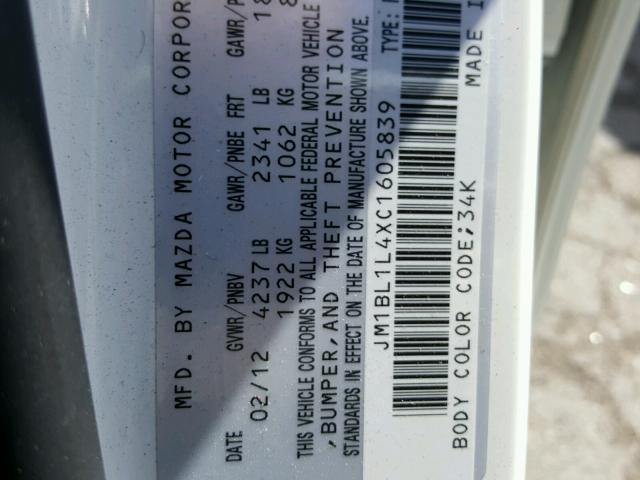 MFD. BY MAZDA MOTOR CORPOR
DATE GVWR/PNBV GAWR/PNBE FRT GAWR/P
02/12 4237 LB 2341 LB 18
1922 KG 1062 KG 8
THIS VEHICLE CONFORMS TO ALL APPLICABLE FEDERAL MOTOR VEHICLE
,BUMPER,AND THEFT PREVENTION
STANDARDS IN EFFECT ON THE DATE OF MANUFACTURE SHOWN ABOVE.
JM1BL1L4XC1605839 TYPE:
BODY COLOR CODE;34K MADE I